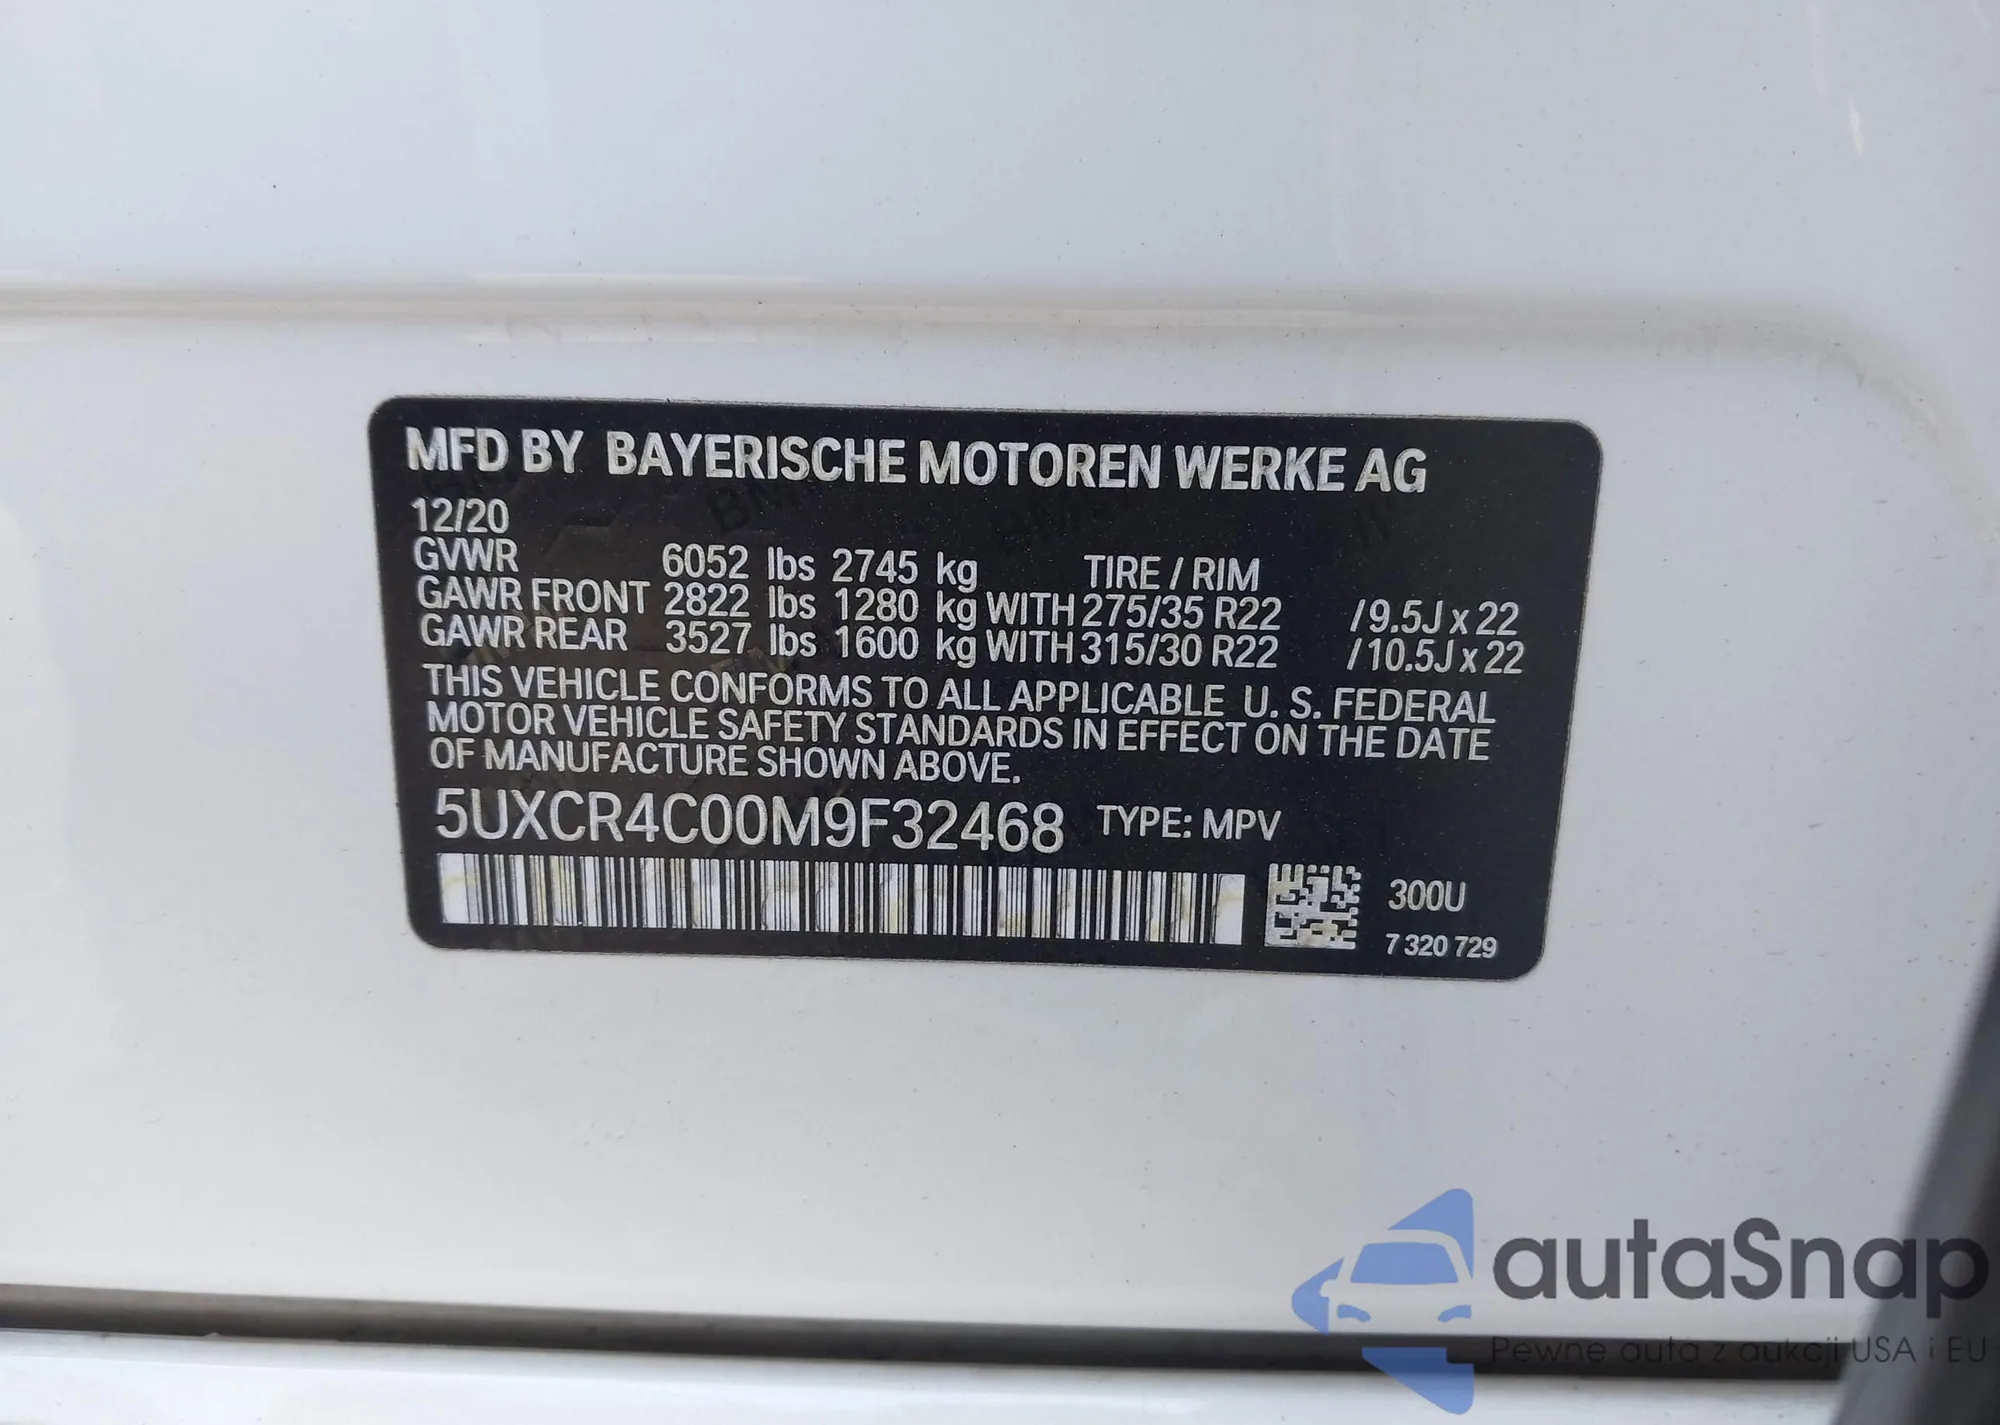 MFD BY BAYERISCHE MOTOREN WERKE AG
12/20
GVWR 6052 lbs 2745 kg TIRE / RIM
GAWR FRONT 2822 lbs 1280 kg WITH 275/35 R22 /9.5J x 22
GAWR REAR 3527 lbs 1600 kg WITH 315/30 R22 /10.5J x 22
THIS VEHICLE CONFORMS TO ALL APPLICABLE U. S. FEDERAL
MOTOR VEHICLE SAFETY STANDARDS IN EFFECT ON THE DATE
OF MANUFACTURE SHOWN ABOVE.
5UXCR4C00M9F32468 TYPE: MPV
300U
7 320 729
autaSnap
Pewne auta z aukcji USA i EU